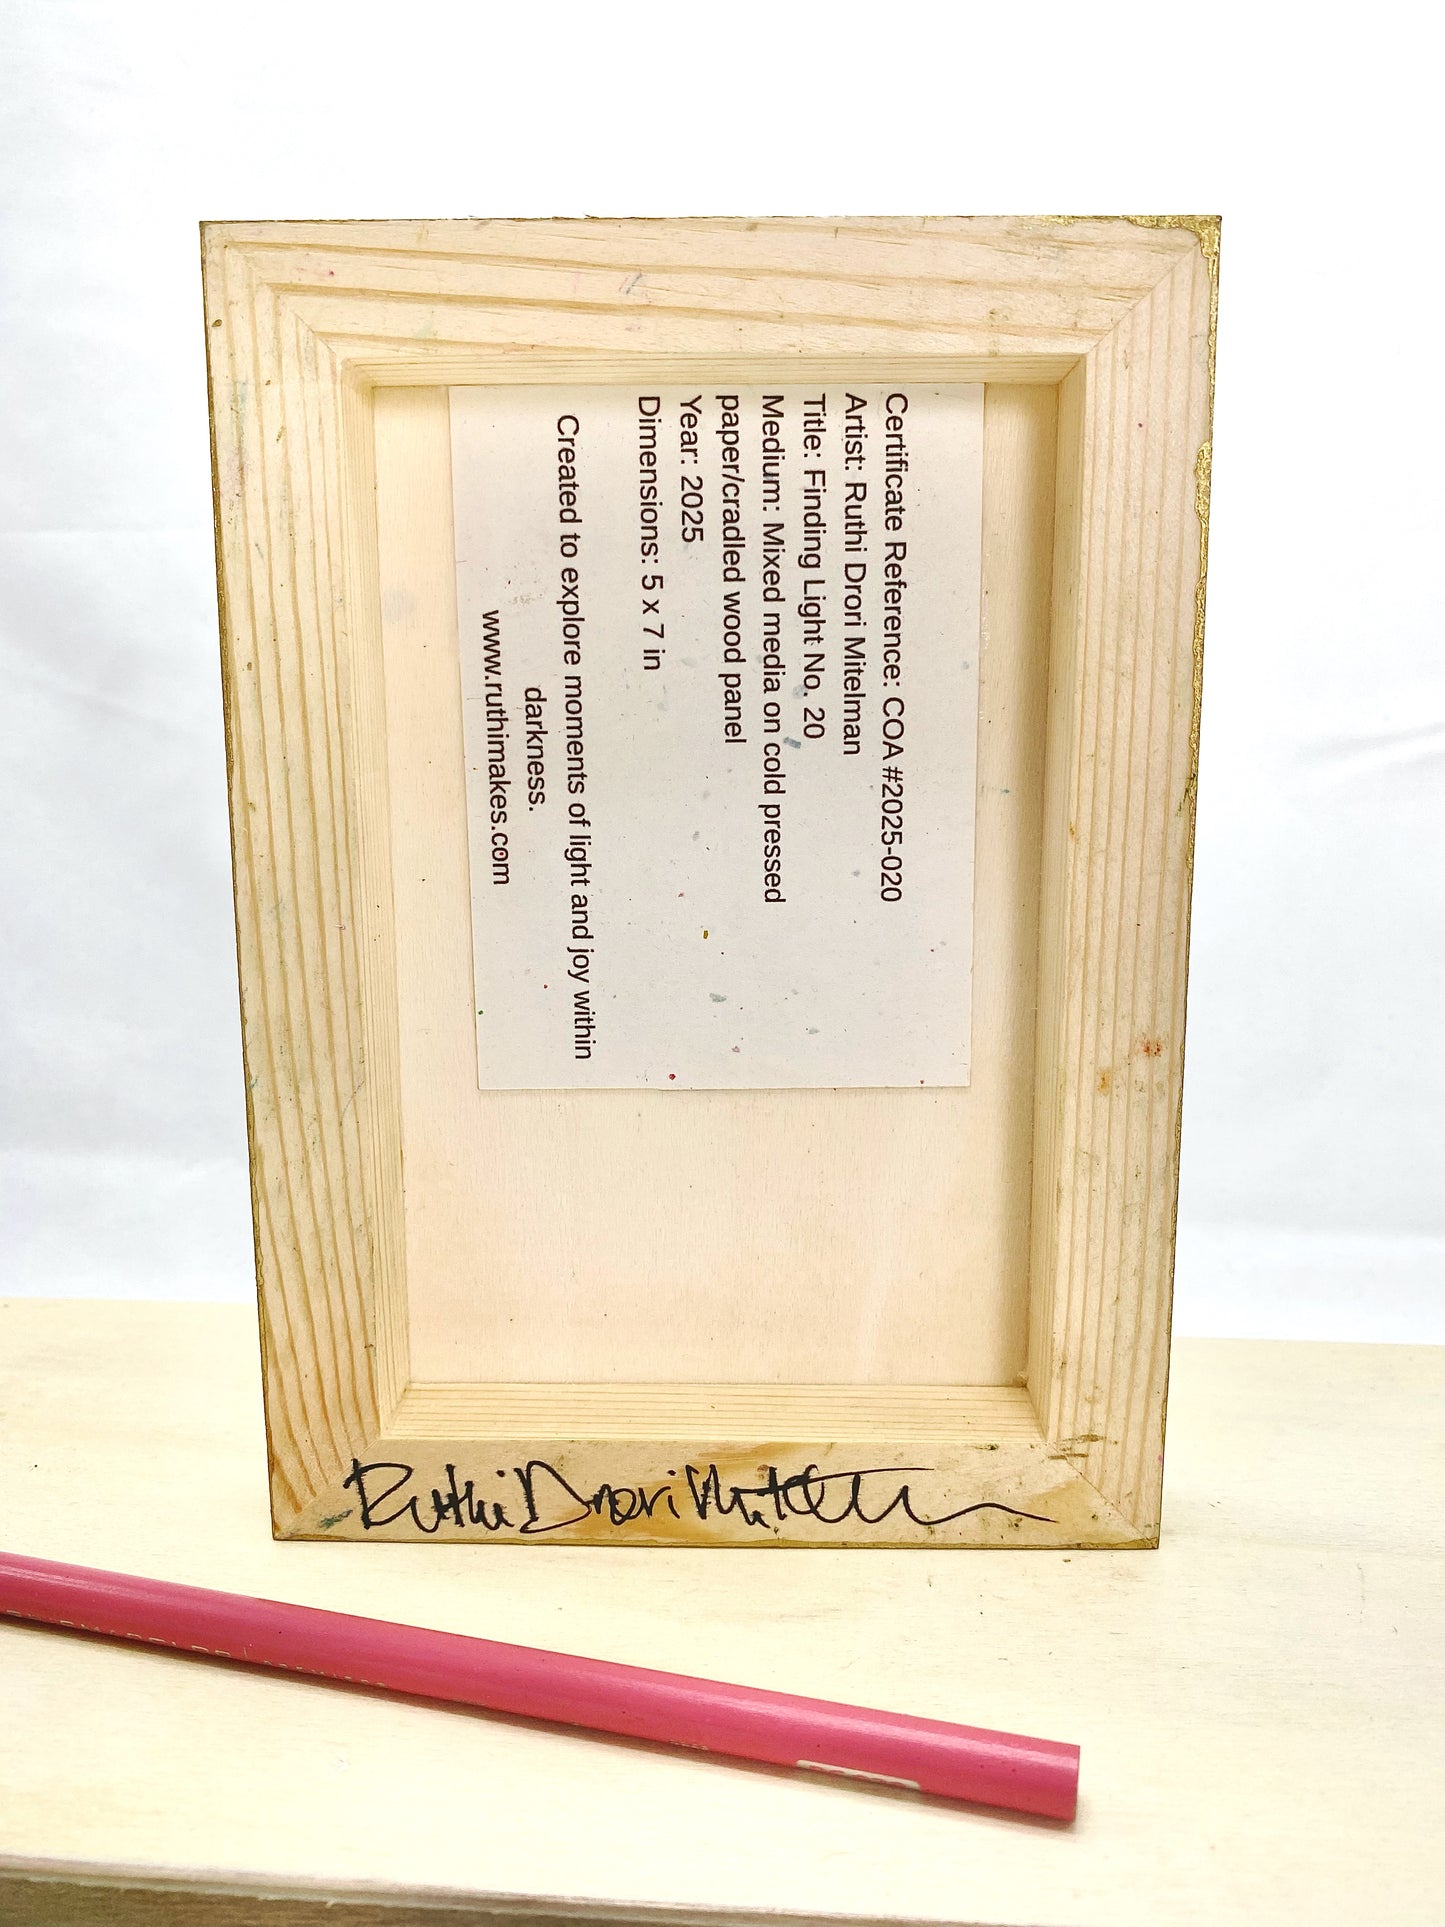 Certificate Reference: COA #2025-020
Artist: Ruthi Drori Mitelman
Title: Finding Light No. 20
Medium: Mixed media on cold pressed
paper/cradled wood panel
Year: 2025
Dimensions: 5 x 7 in
Created to explore moments of light and joy within
darkness.
www.ruthimakes.com
Ruthi Drori Mitelman